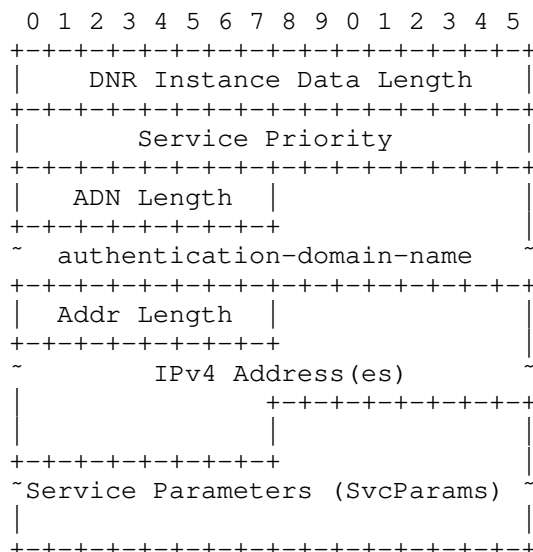 0 1 2 3 4 5 6 7 8 9 0 1 2 3 4 5
DNR Instance Data Length
Service Priority
ADN Length
authentication-domain-name
Addr Length
IPv4 Address(es)
Service Parameters (SvcParams)